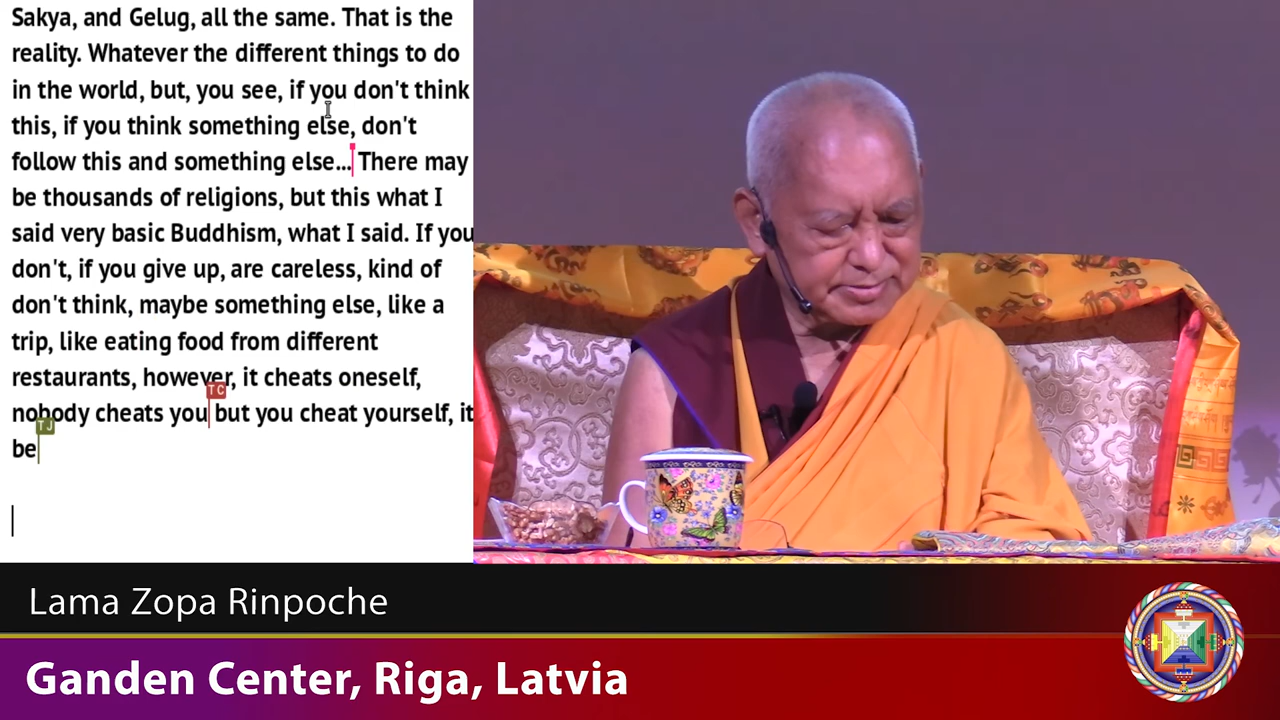 Sakya, and Gelug, all the same. That is the
reality. Whatever the different things to do
in the world, but, you see, if you don't think
this, if you think something else, don't
follow this and something else... There may
be thousands of religions, but this what I
said very basic Buddhism, what I said. If you
don't, if you give up, are careless, kind of
don't think, maybe something else, like a
trip, like eating food from different
restaurants, however, it cheats oneself,
TC
nobody cheats you but you cheat yourself, it
TJ
be
Lama Zopa Rinpoche
Ganden Center, Riga, Latvia